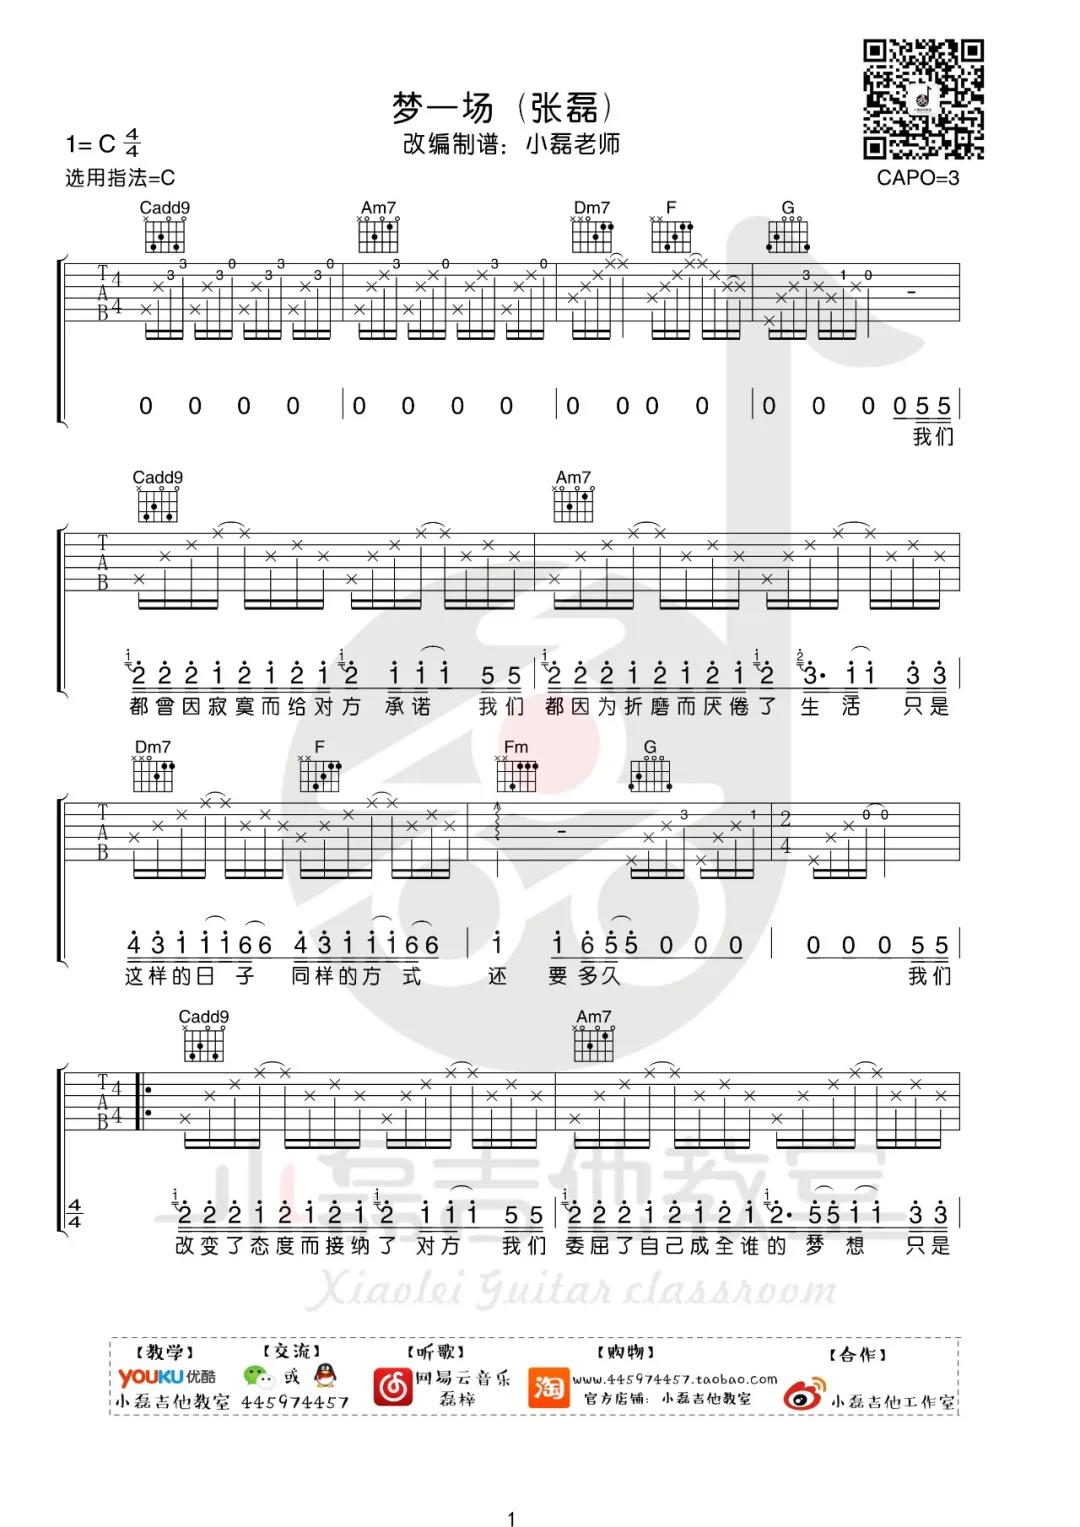 梦一场（张磊）
1= C 4/4
改编制谱：小磊老师
选用指法=C
CAPO=3
Cadd9 Am7 Dm7 F G
T A B 4 4
3 3 3 0 3 3 3 0 3 0 3 0 3 1 0 -
0 0 0 0 0 0 0 0 0 0 0 0 0 0 0 0 0 5 5
我们
Cadd9 Am7
T A B
1 2 2 2 1 2 1 2 1 1 2 1 1 1 5 5 1 2 2 2 1 2 1 2 1 2 2 3· 1 1 3 3
都曾因寂寞而给对方 承诺 我们 都因为折磨而厌倦了 生活 只是
Dm7 F Fm G
T A B - 3 1 2 4 0 0
4 3 1 1 1 6 6 4 3 1 1 1 6 6 1 1 6 5 5 0 0 0 0 0 0 5 5
这样的日子 同样的方式 还 要多久 我们
Cadd9 Am7
T A B 4 4
4/4 1 2 2 2 1 2 1 2 1 1 2 1 1 1 5 5 2 2 2 1 2 1 2 1 2· 5 5 1 1 3 3
改变了态度而接纳了 对方 我们 委屈了自己成全谁的 梦想 只是
小磊吉他教室
Xiaolei Guitar classroom
【教学】 【交流】 【听歌】 【购物】 【合作】
YOUKU优酷 或 网易云音乐 淘 www.445974457.taobao.com
小磊吉他教室 445974457 磊梓 官方店铺：小磊吉他教室 小磊吉他工作室
1